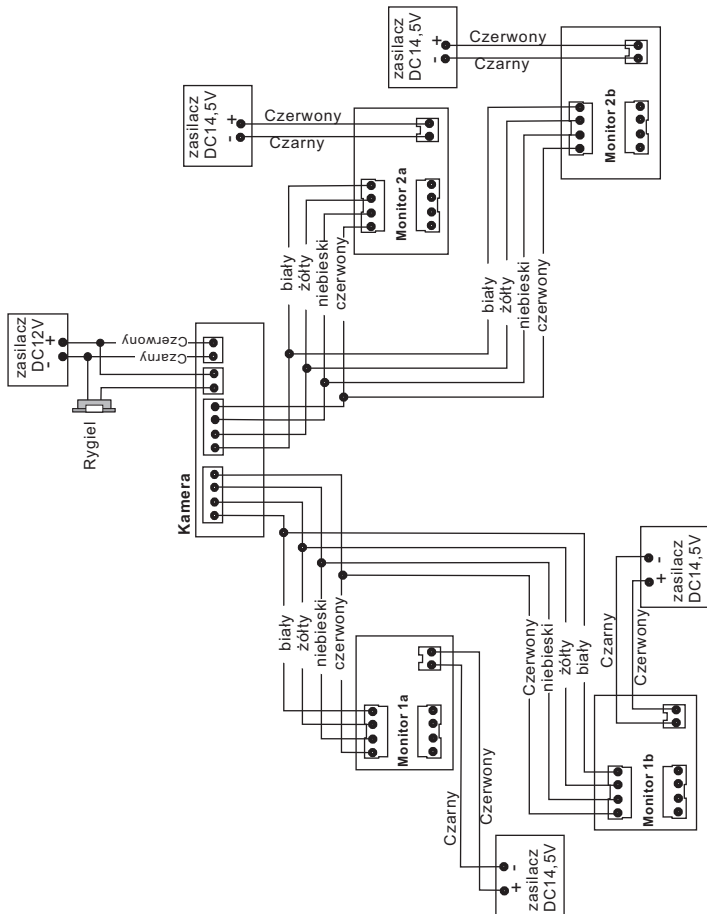 zasilacz
DC12V
- +
Rygiel
Czerwony
Czarny
Kamera
zasilacz
DC14,5V
- +
Czerwony
Czarny
Monitor 2a
biały
żółty
niebieski
czerwony
zasilacz
DC14,5V
- +
Czerwony
Czarny
Monitor 2b
biały
żółty
niebieski
czerwony
biały
żółty
niebieski
czerwony
Monitor 1a
Czarny
Czerwony
+ -
zasilacz
DC14,5V
Czerwony
niebieski
żółty
biały
Monitor 1b
Czarny
Czerwony
+ -
zasilacz
DC14,5V